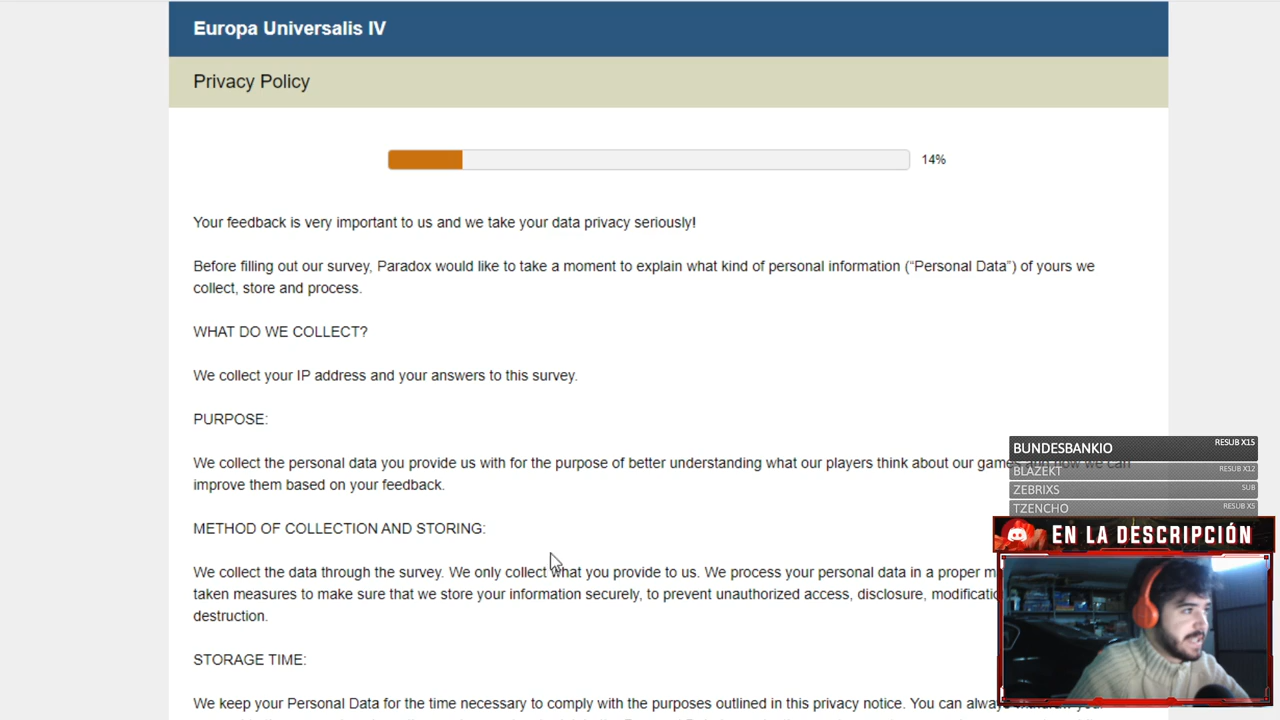 Europa Universalis IV
Privacy Policy
14%
Your feedback is very important to us and we take your data privacy seriously!
Before filling out our survey, Paradox would like to take a moment to explain what kind of personal information (“Personal Data”) of yours we
collect, store and process.
WHAT DO WE COLLECT?
We collect your IP address and your answers to this survey.
PURPOSE:
We collect the personal data you provide us with for the purpose of better understanding what our players think about our games and how we can
improve them based on your feedback.
METHOD OF COLLECTION AND STORING:
We collect the data through the survey. We only collect what you provide to us. We process your personal data in a proper
taken measures to make sure that we store your information securely, to prevent unauthorized access, disclosure,
destruction.
STORAGE TIME:
We keep your Personal Data for the time necessary to comply with the purposes outlined in this privacy notice. You can always
BUNDESBANKIO RESUB X15
BLAZEKT RESUB X12
ZEBRIXS SUB
TZENCHO RESUB X5
EN LA DESCRIPCIÓN